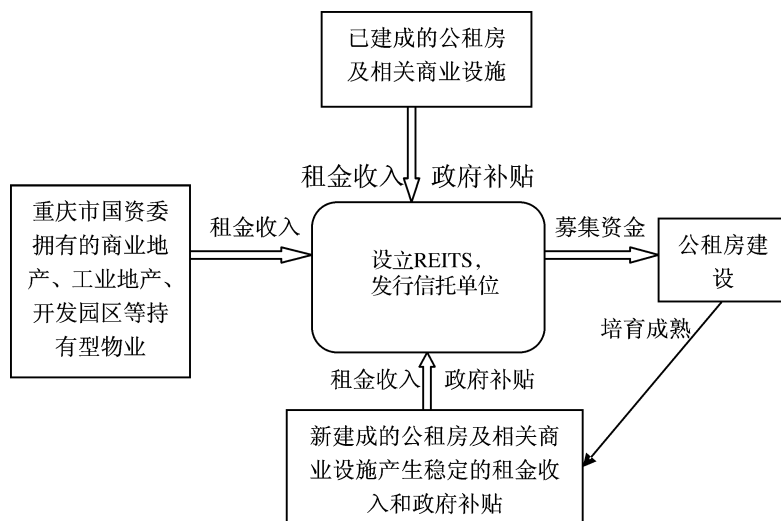 已建成的公租房
及相关商业设施
租金收入 政府补贴
重庆市国资委
拥有的商业地
产、工业地产、
开发园区等持
有型物业
租金收入
设立REITS，
发行信托单位
募集资金
公租房建
设
培育成熟
租金收入 政府补贴
新建成的公租房及相关商
业设施产生稳定的租金收
入和政府补贴